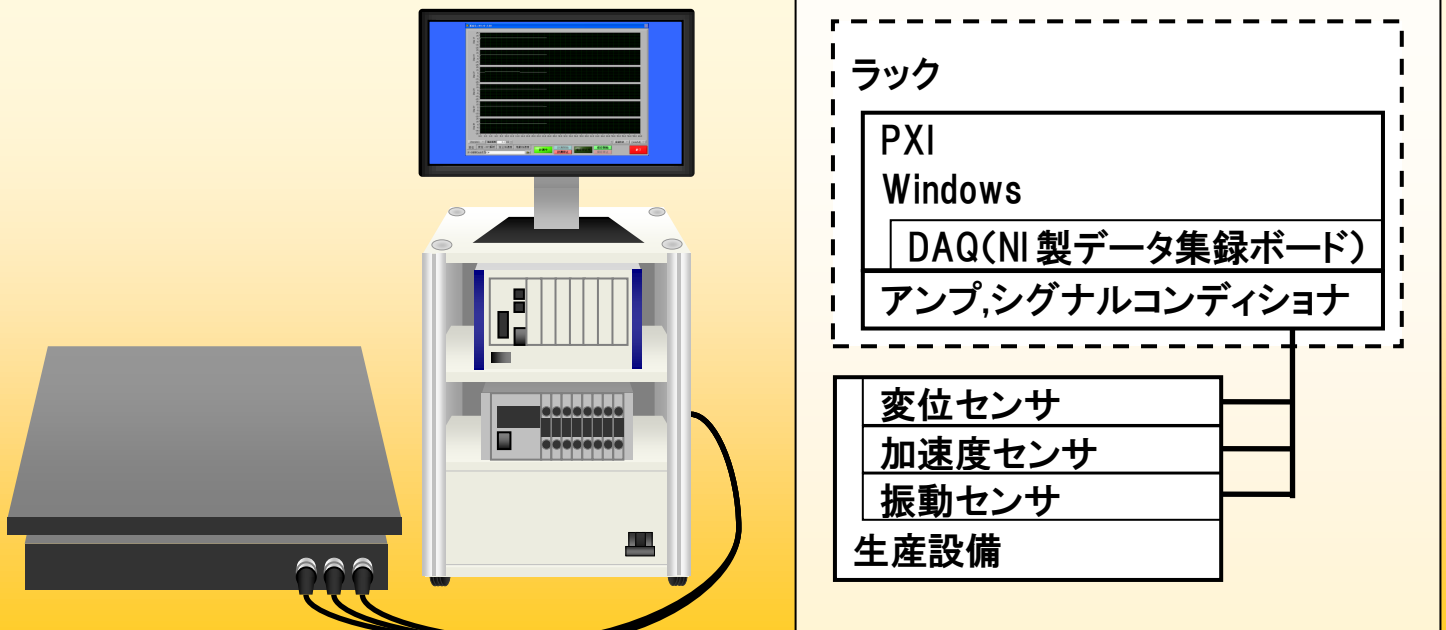 ラック
PXI
Windows
DAQ(NI製データ集録ボード)
アンプ,シグナルコンディショナ
変位センサ
加速度センサ
振動センサ
生産設備